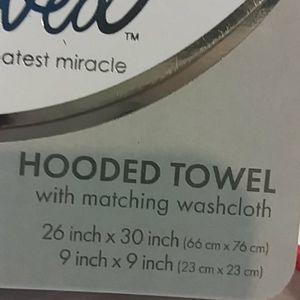 ved™
atest miracle
HOODED TOWEL
with matching washcloth
26 inch x 30 inch (66 cm x 76 cm)
9 inch x 9 inch (23 cm x 23 cm)